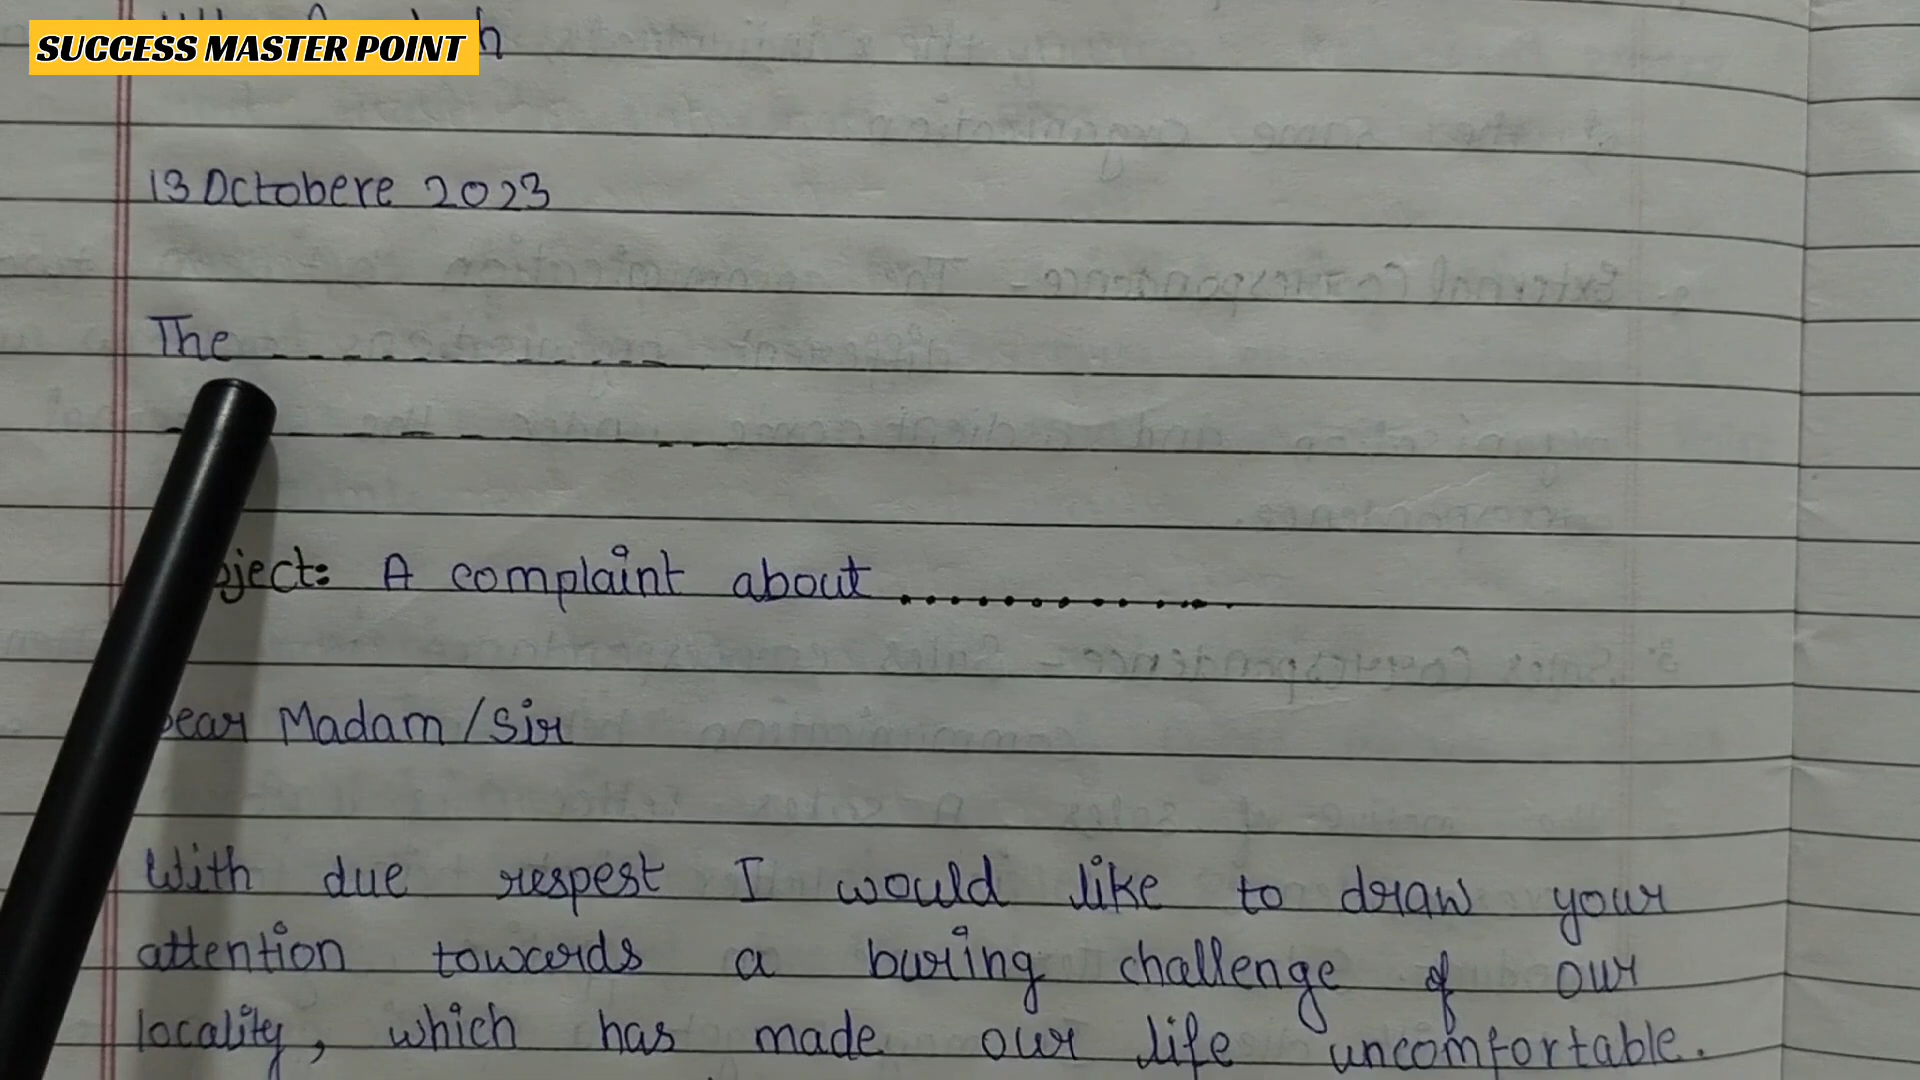 SUCCESS MASTER POINT
13 Octobere 2023
The _ _ _ _ _ _ _ _ _ _ _ _
_ _ _ _ _ _ _ _ _ _
ject: A complaint about .............
Dear Madam / Sir
With due respest I would like to draw your
attention towards a buring challenge of our
locality, which has made our life uncomfortable.